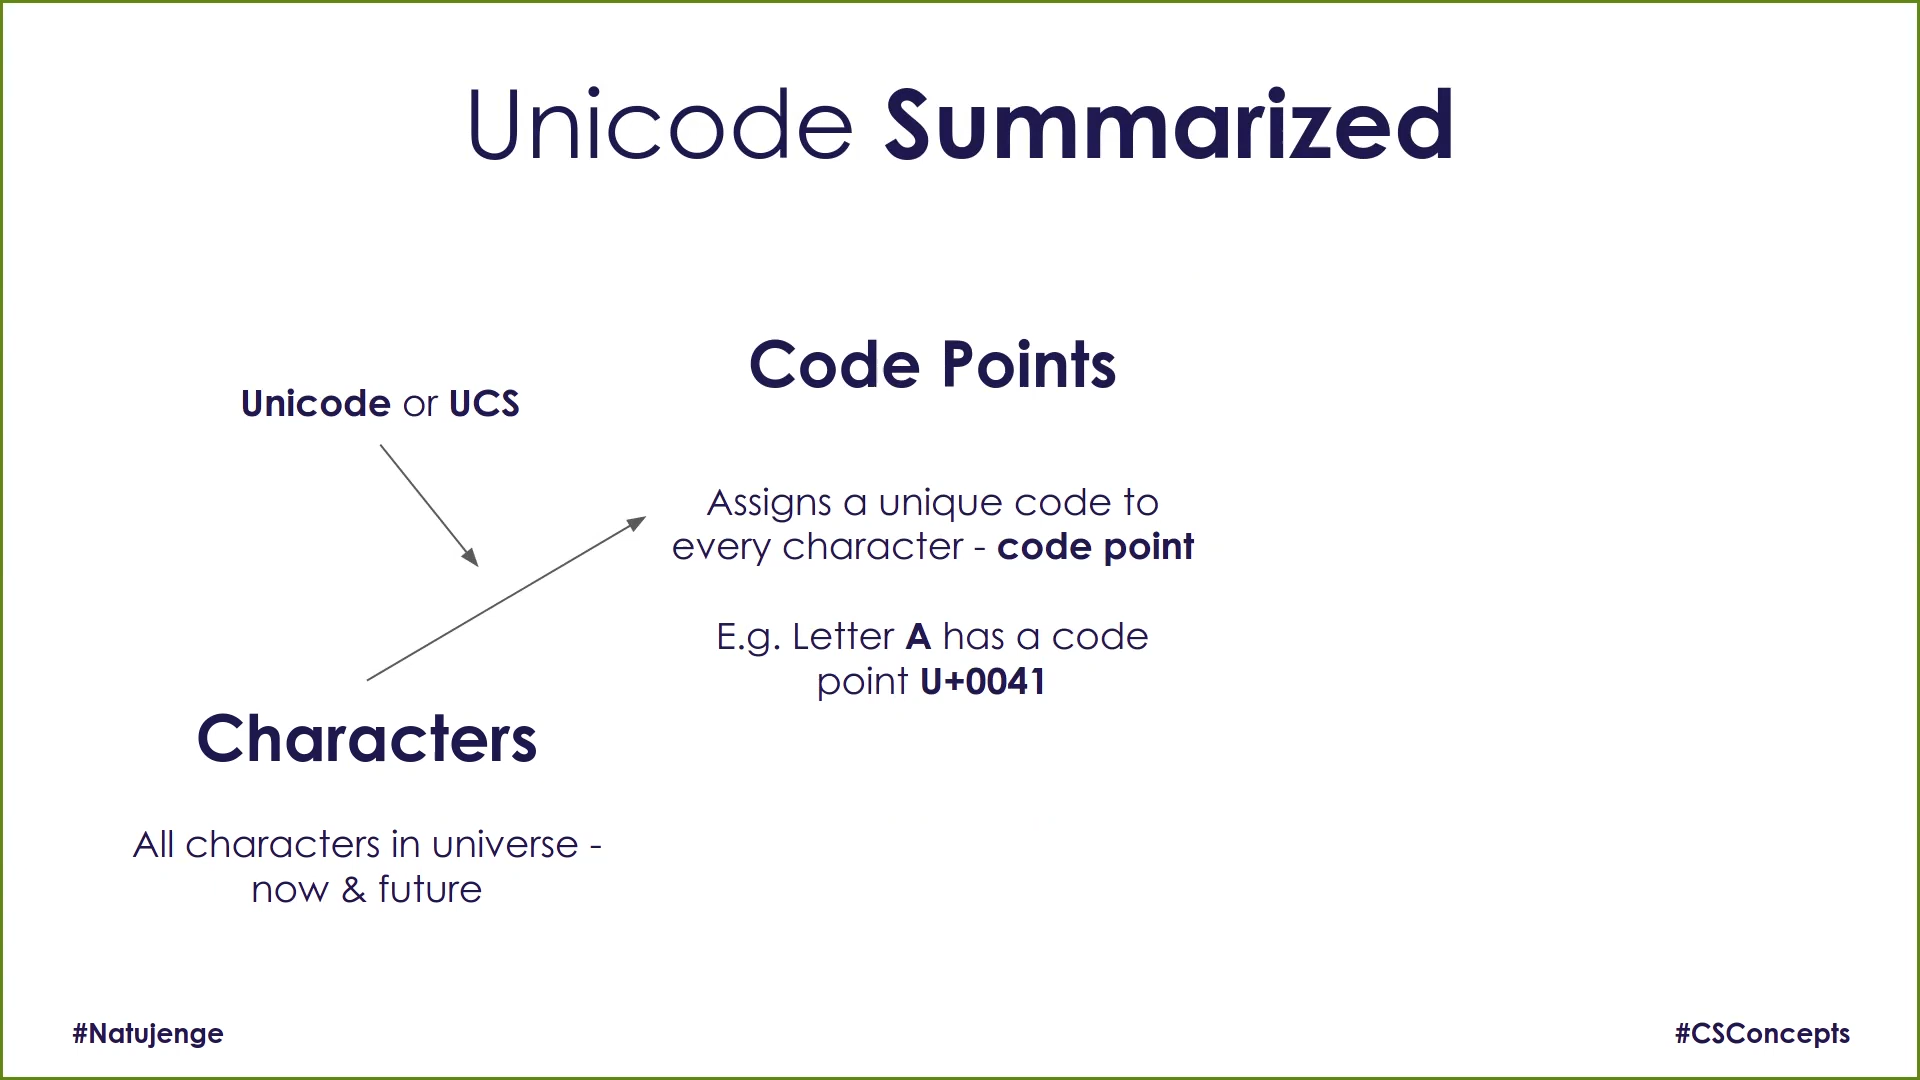 Unicode Summarized
Code Points
Unicode or UCS
Assigns a unique code to
every character - code point
E.g. Letter A has a code
point U+0041
Characters
All characters in universe -
now & future
#Natujenge
#CSConcepts